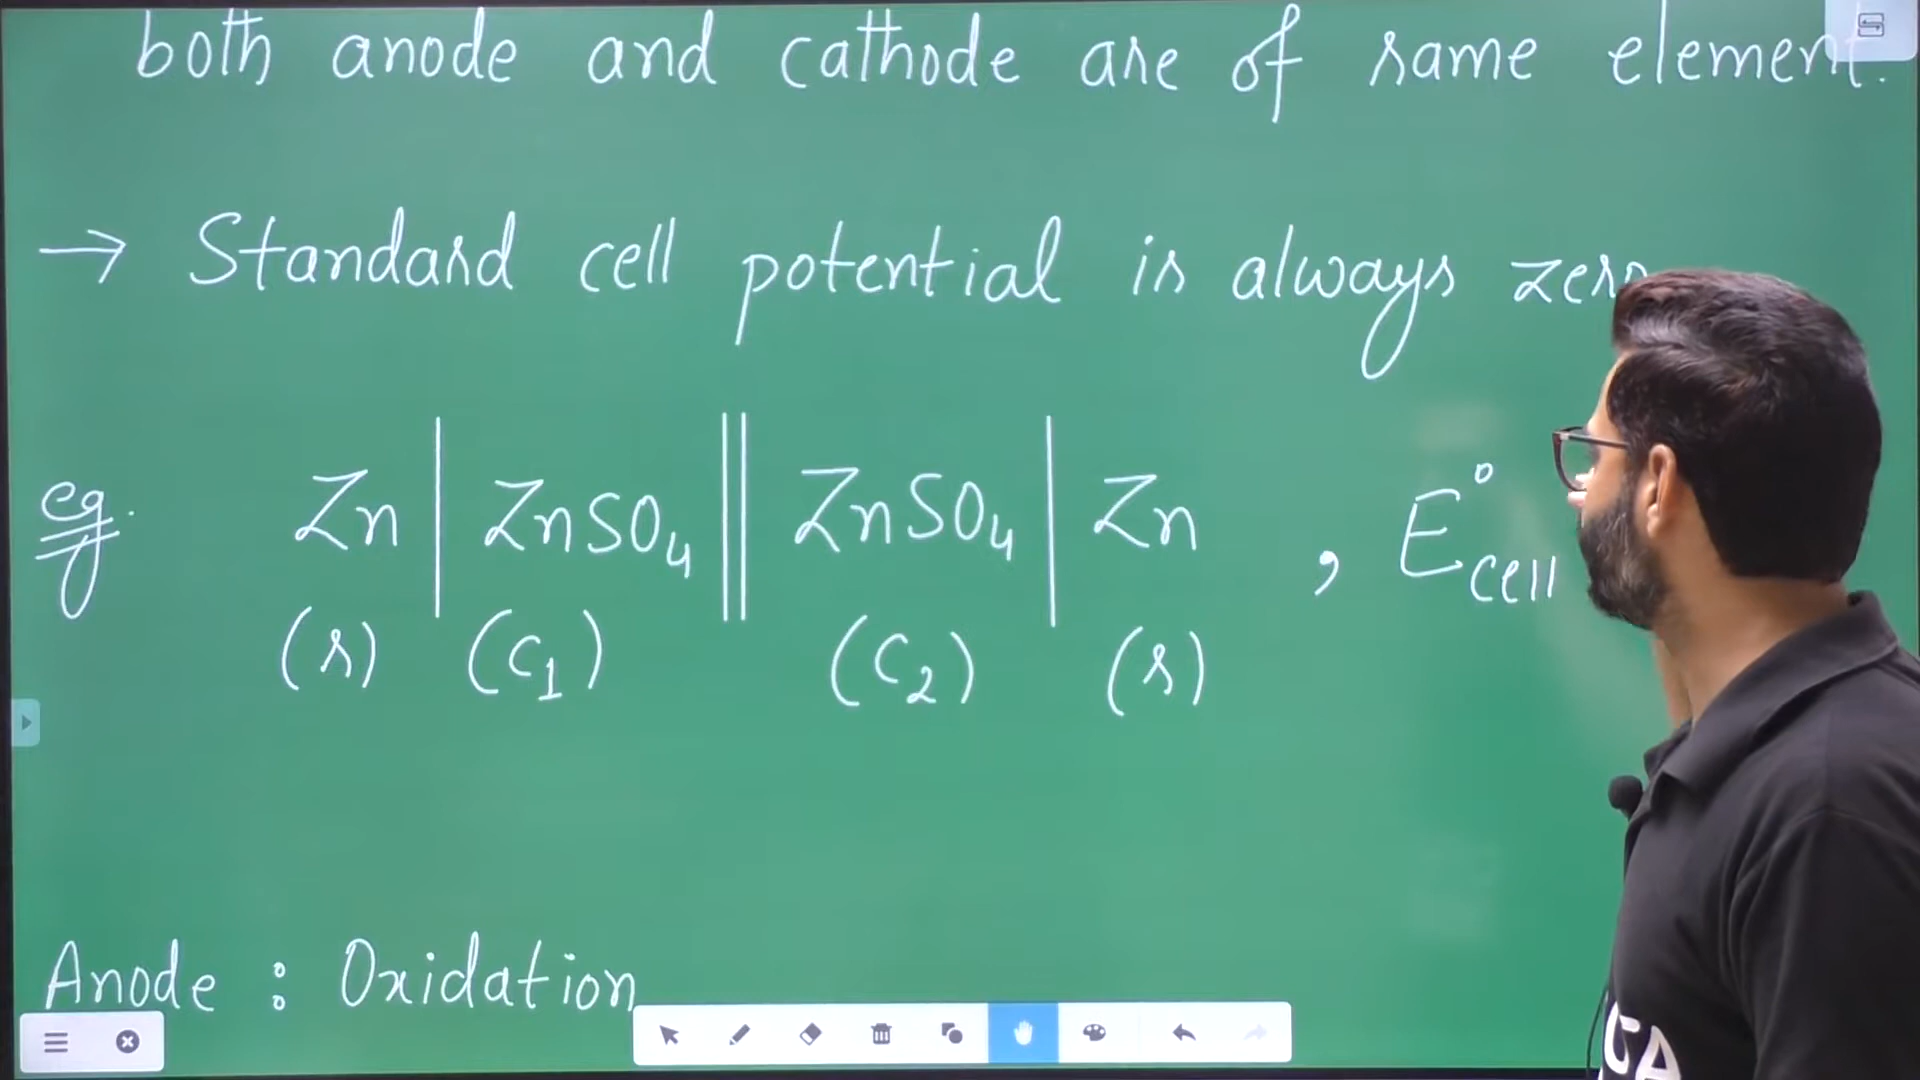 both anode and cathode are of same element.
→ Standard cell potential is always zero
eg. Zn | ZnSO₄ || ZnSO₄ | Zn , E°cell
(s) (C₁) (C₂) (s)
Anode : Oxidation